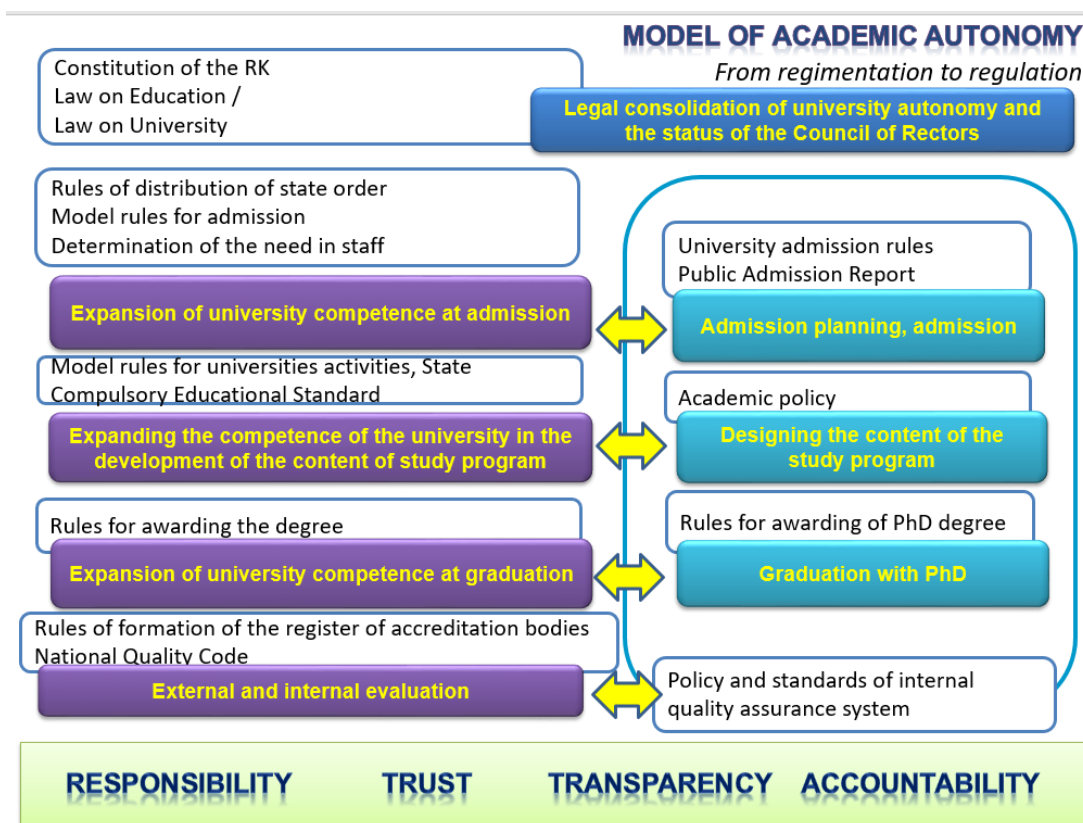 MODEL OF ACADEMIC AUTONOMY
From regimentation to regulation
Constitution of the RK
Law on Education /
Law on University
Legal consolidation of university autonomy and
the status of the Council of Rectors
Rules of distribution of state order
Model rules for admission
Determination of the need in staff
Expansion of university competence at admission
University admission rules
Public Admission Report
Admission planning, admission
Model rules for universities activities, State
Compulsory Educational Standard
Expanding the competence of the university in the
development of the content of study program
Academic policy
Designing the content of the
study program
Rules for awarding the degree
Expansion of university competence at graduation
Rules for awarding of PhD degree
Graduation with PhD
Rules of formation of the register of accreditation bodies
National Quality Code
External and internal evaluation
Policy and standards of internal
quality assurance system
RESPONSIBILITY TRUST TRANSPARENCY ACCOUNTABILITY